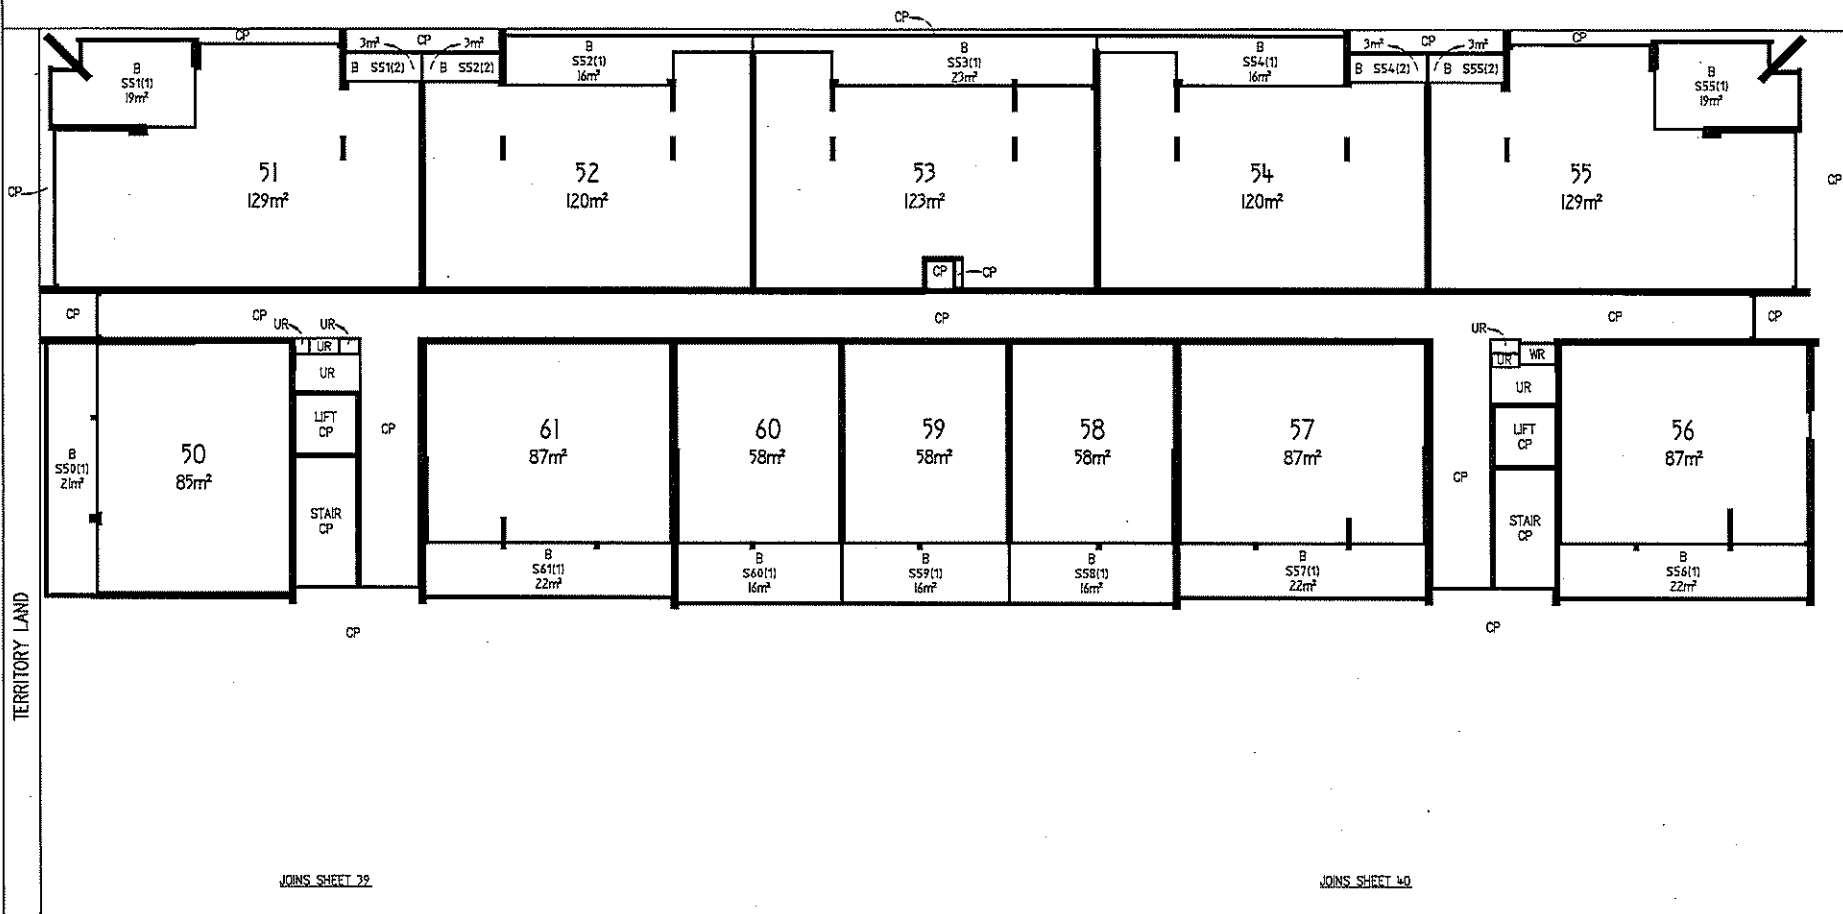 CP
CP
3m²
CP
3m²
B S51(2)
B S52(2)
B
S51(1)
19m²
B
S52(1)
16m²
B
S53(1)
23m²
B
S54(1)
16m²
3m²
CP
3m²
B S54(2)
B S55(2)
CP
B
S55(1)
19m²
CP
51
129m²
52
120m²
53
123m²
54
120m²
55
129m²
CP
CP
CP
CP
CP
UR
UR
CP
UR
CP
CP
UR
UR
UR
WR
UR
LIFT
CP
CP
STAIR
CP
B
S50(1)
21m²
50
85m²
61
87m²
60
58m²
59
58m²
58
58m²
57
87m²
CP
LIFT
CP
STAIR
CP
56
87m²
B
S61(1)
22m²
B
S60(1)
16m²
B
S59(1)
16m²
B
S58(1)
16m²
B
S57(1)
22m²
B
S56(1)
22m²
CP
CP
TERRITORY LAND
JOINS SHEET 39
JOINS SHEET 40